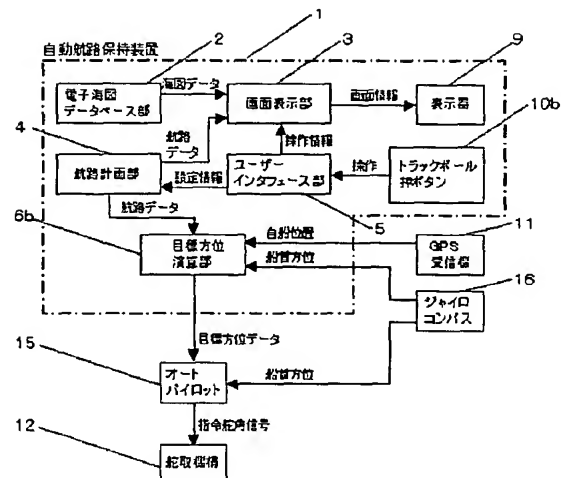 1
自動航路保持装置
2
3
9
電子海図
データベース部
海図データ
画面表示部
画面情報
表示器
10b
4
航路
データ
操作情報
航路計画部
設定情報
ユーザー
インタフェース部
操作
トラックボール
押ボタン
航路データ
5
6b
11
目標方位
演算部
自船位置
GPS
受信機
船首方位
16
ジャイロ
コンパス
目標方位データ
15
オート
パイロット
船首方位
指令舵角信号
12
舵取機構